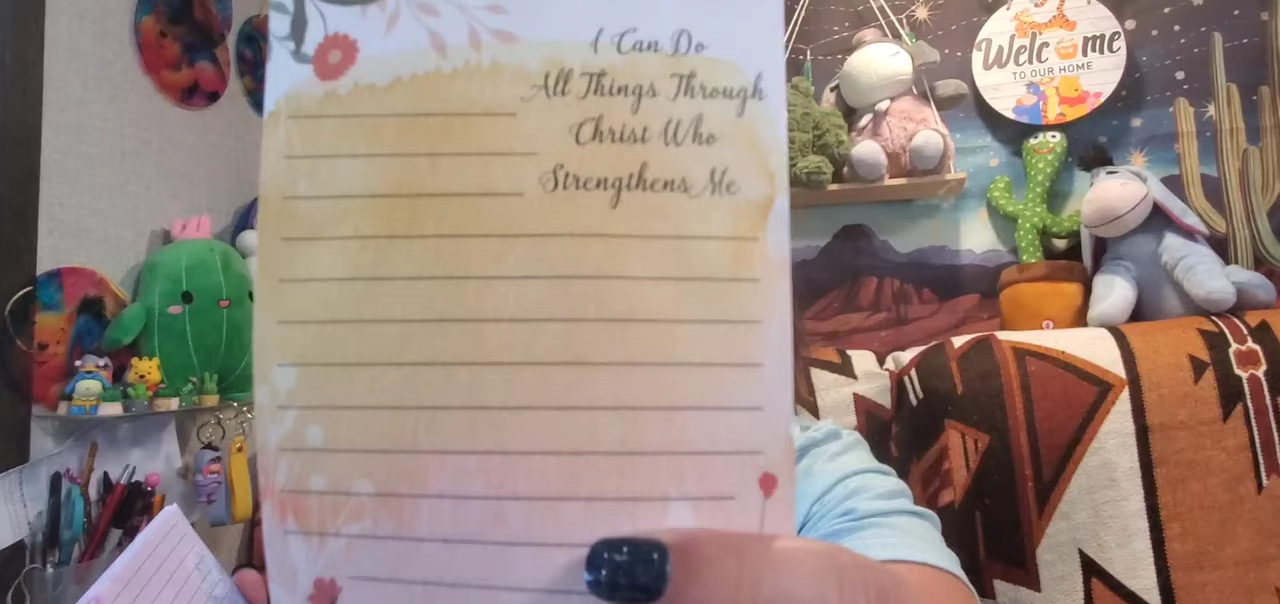 I Can Do
All Things Through
Christ Who
Strengthens Me
Welcome
TO OUR HOME